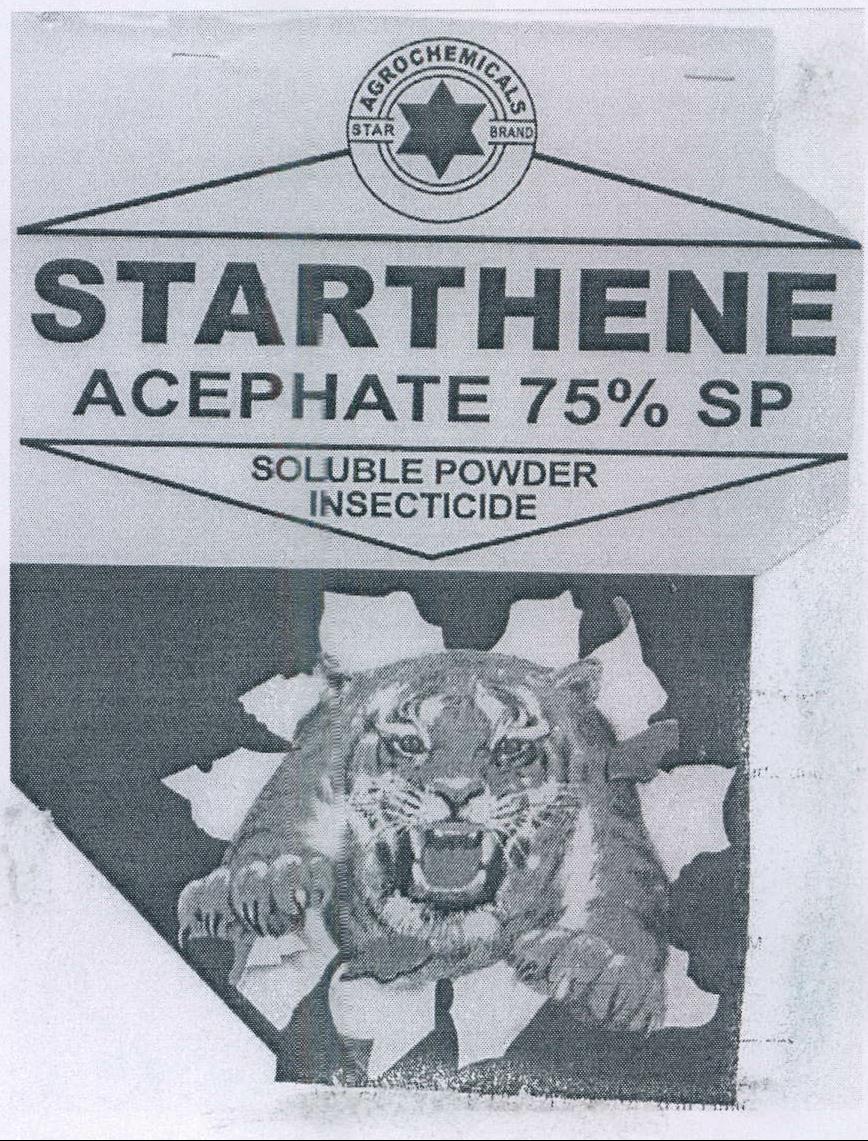 AGROCHEMICALS
STAR BRAND
STARTHENE
ACEPHATE 75% SP
SOLUBLE POWDER
INSECTICIDE